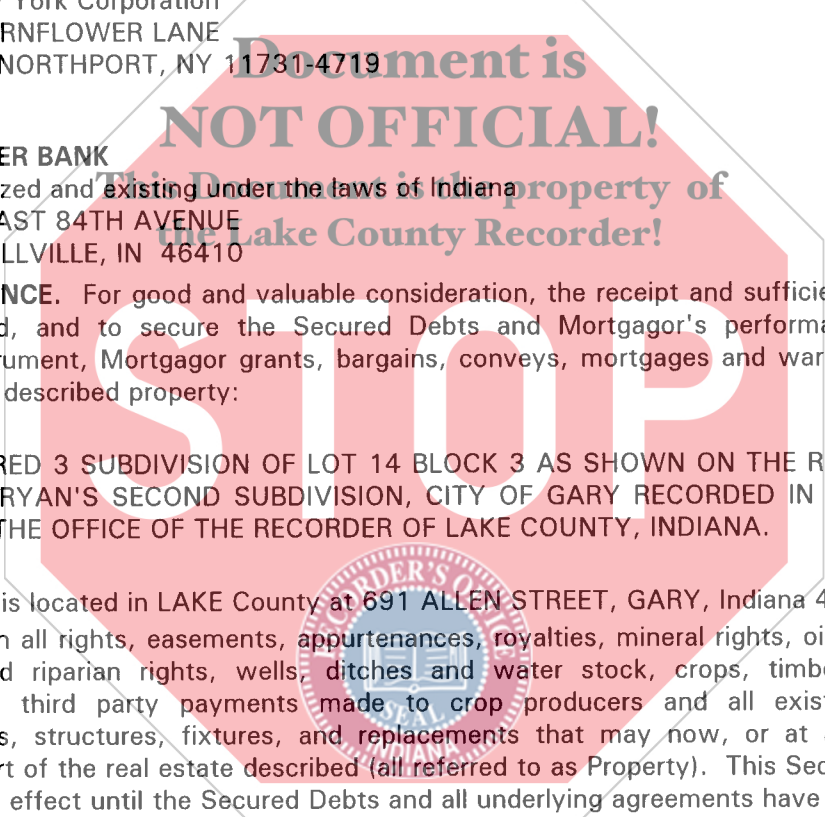 York Corporation
RNFLOWER LANE
NORTHPORT, NY 11731-4719
Document is
NOT OFFICIAL!
ER BANK
This Document is the property of
zed and existing under the laws of Indiana
AST 84TH AVENUE
the Lake County Recorder!
LLVILLE, IN 46410
NCE. For good and valuable consideration, the receipt and sufficie
d, and to secure the Secured Debts and Mortgagor's performa
rument, Mortgagor grants, bargains, conveys, mortgages and war
described property:
STOP
RED 3 SUBDIVISION OF LOT 14 BLOCK 3 AS SHOWN ON THE R
RYAN'S SECOND SUBDIVISION, CITY OF GARY RECORDED IN
THE OFFICE OF THE RECORDER OF LAKE COUNTY, INDIANA.
RECORDER'S OFFICE
SEAL
INDIANA
is located in LAKE County at 691 ALLEN STREET, GARY, Indiana 4
n all rights, easements, appurtenances, royalties, mineral rights, oi
d riparian rights, wells, ditches and water stock, crops, timbe
third party payments made to crop producers and all exist
s, structures, fixtures, and replacements that may now, or at
rt of the real estate described (all referred to as Property). This Sec
effect until the Secured Debts and all underlying agreements have